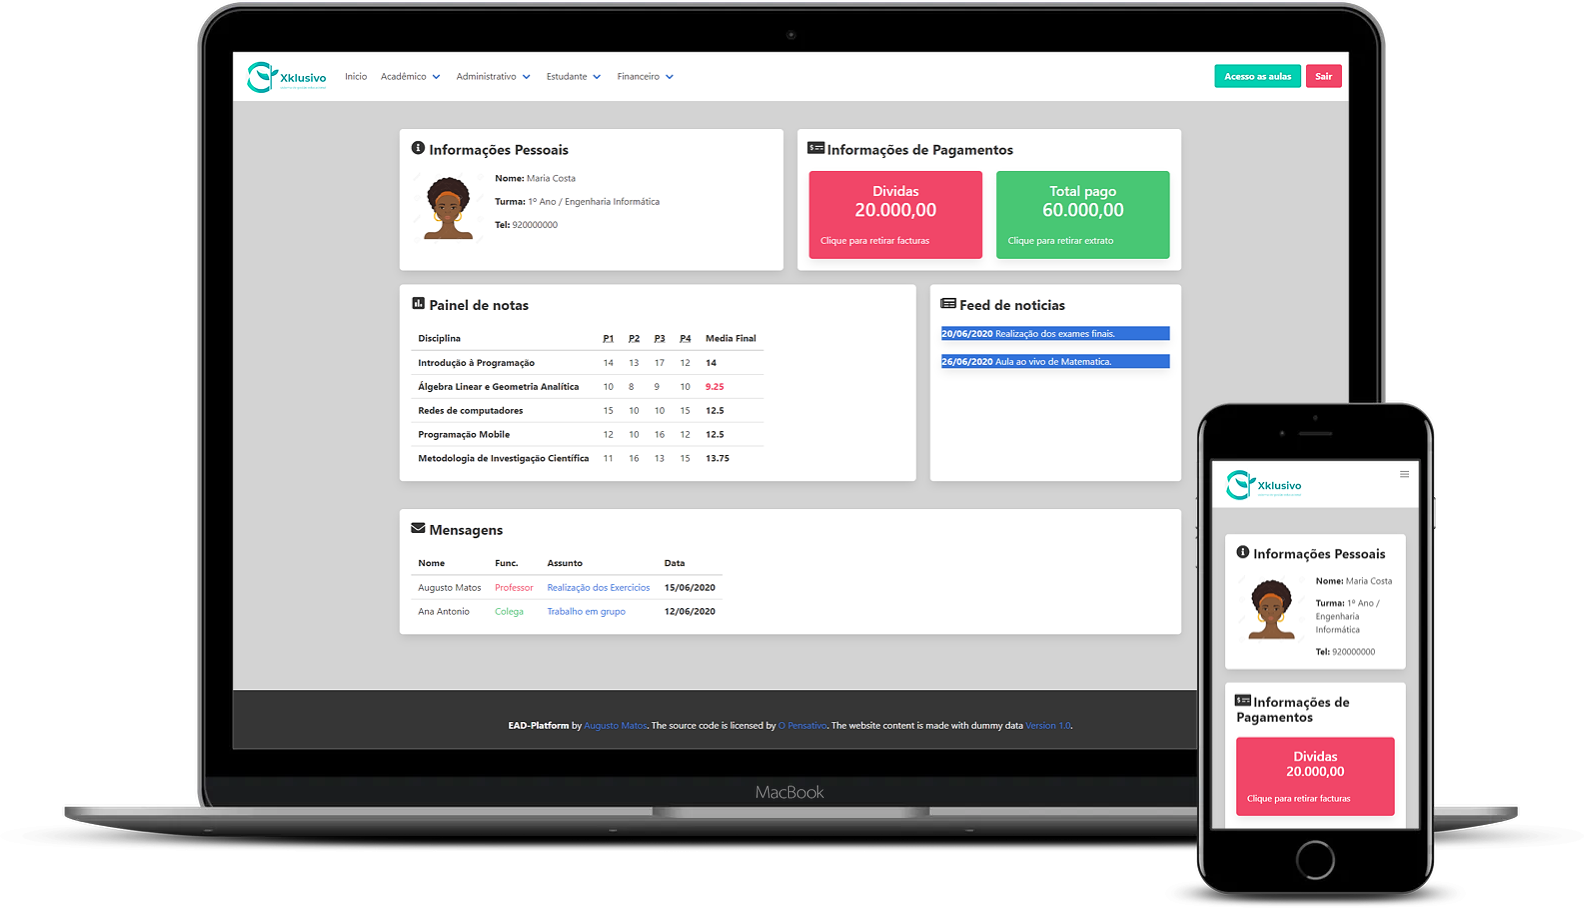 Xklusivo
Inicio
Acadêmico
Administrativo
Estudante
Financeiro
Acesso as aulas
Sair
Informações Pessoais
Nome: Maria Costa
Turma: 1º Ano / Engenharia Informática
Tel: 920000000
Informações de Pagamentos
Dividas
20.000,00
Clique para retirar facturas
Total pago
60.000,00
Clique para retirar extrato
Painel de notas
Disciplina P1 P2 P3 P4 Media Final
Introdução à Programação 14 13 17 12 14
Álgebra Linear e Geometria Analítica 10 8 9 10 9.25
Redes de computadores 15 10 10 15 12.5
Programação Mobile 12 10 16 12 12.5
Metodologia de Investigação Científica 11 16 13 15 13.75
Feed de noticias
20/06/2020 Realização dos exames finais.
26/06/2020 Aula ao vivo de Matematica.
Mensagens
Nome Func. Assunto Data
Augusto Matos Professor Realização dos Exercicios 15/06/2020
Ana Antonio Colega Trabalho em grupo 12/06/2020
EAD-Platform by Augusto Matos. The source code is licensed by O Pensativo. The website content is made with dummy data Version 1.0.
MacBook
Xklusivo
Informações Pessoais
Nome: Maria Costa
Turma: 1º Ano /
Engenharia
Informática
Tel: 920000000
Informações de
Pagamentos
Dividas
20.000,00
Clique para retirar facturas